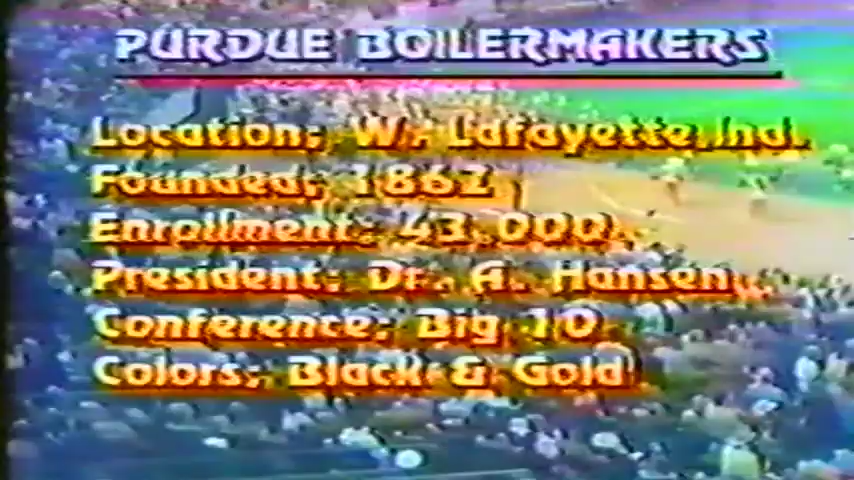 PURDUE BOILERMAKERS
Location: W. Lafayette, Ind.
Founded: 1862
Enrollment: 43,000
President: Dr. A. Hansen
Conference: Big 10
Colors: Black & Gold